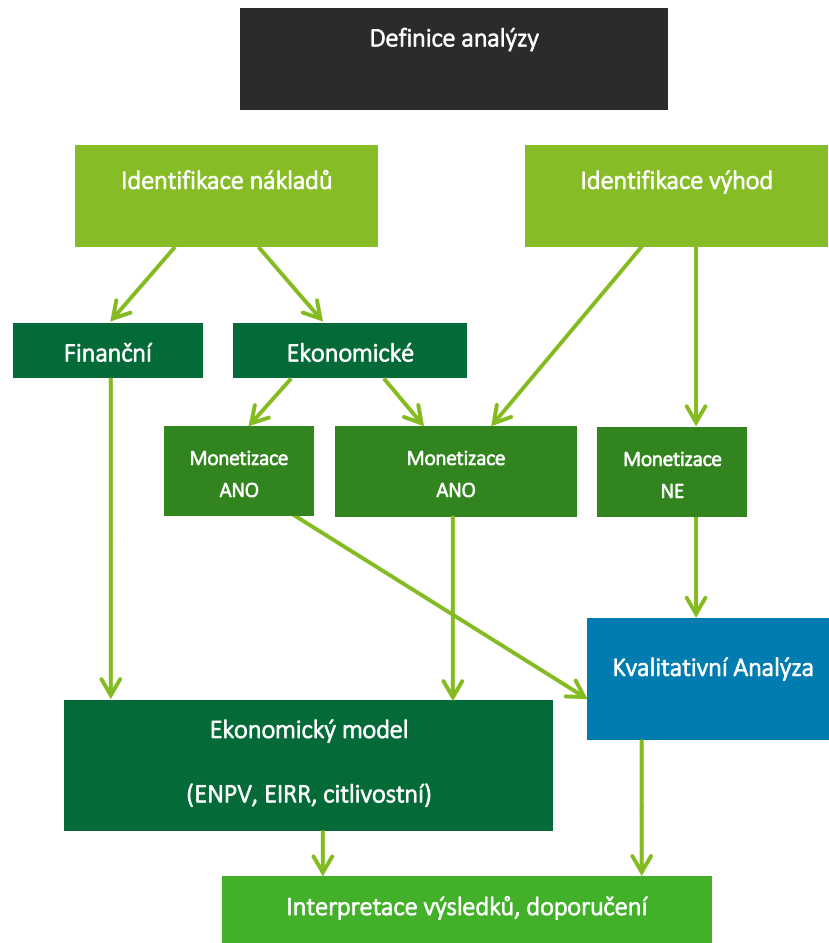 Definice analýzy
Identifikace nákladů
Identifikace výhod
Finanční
Ekonomické
Monetizace
ANO
Monetizace
ANO
Monetizace
NE
Kvalitativní Analýza
Ekonomický model
(ENPV, EIRR, citlivostní)
Interpretace výsledků, doporučení